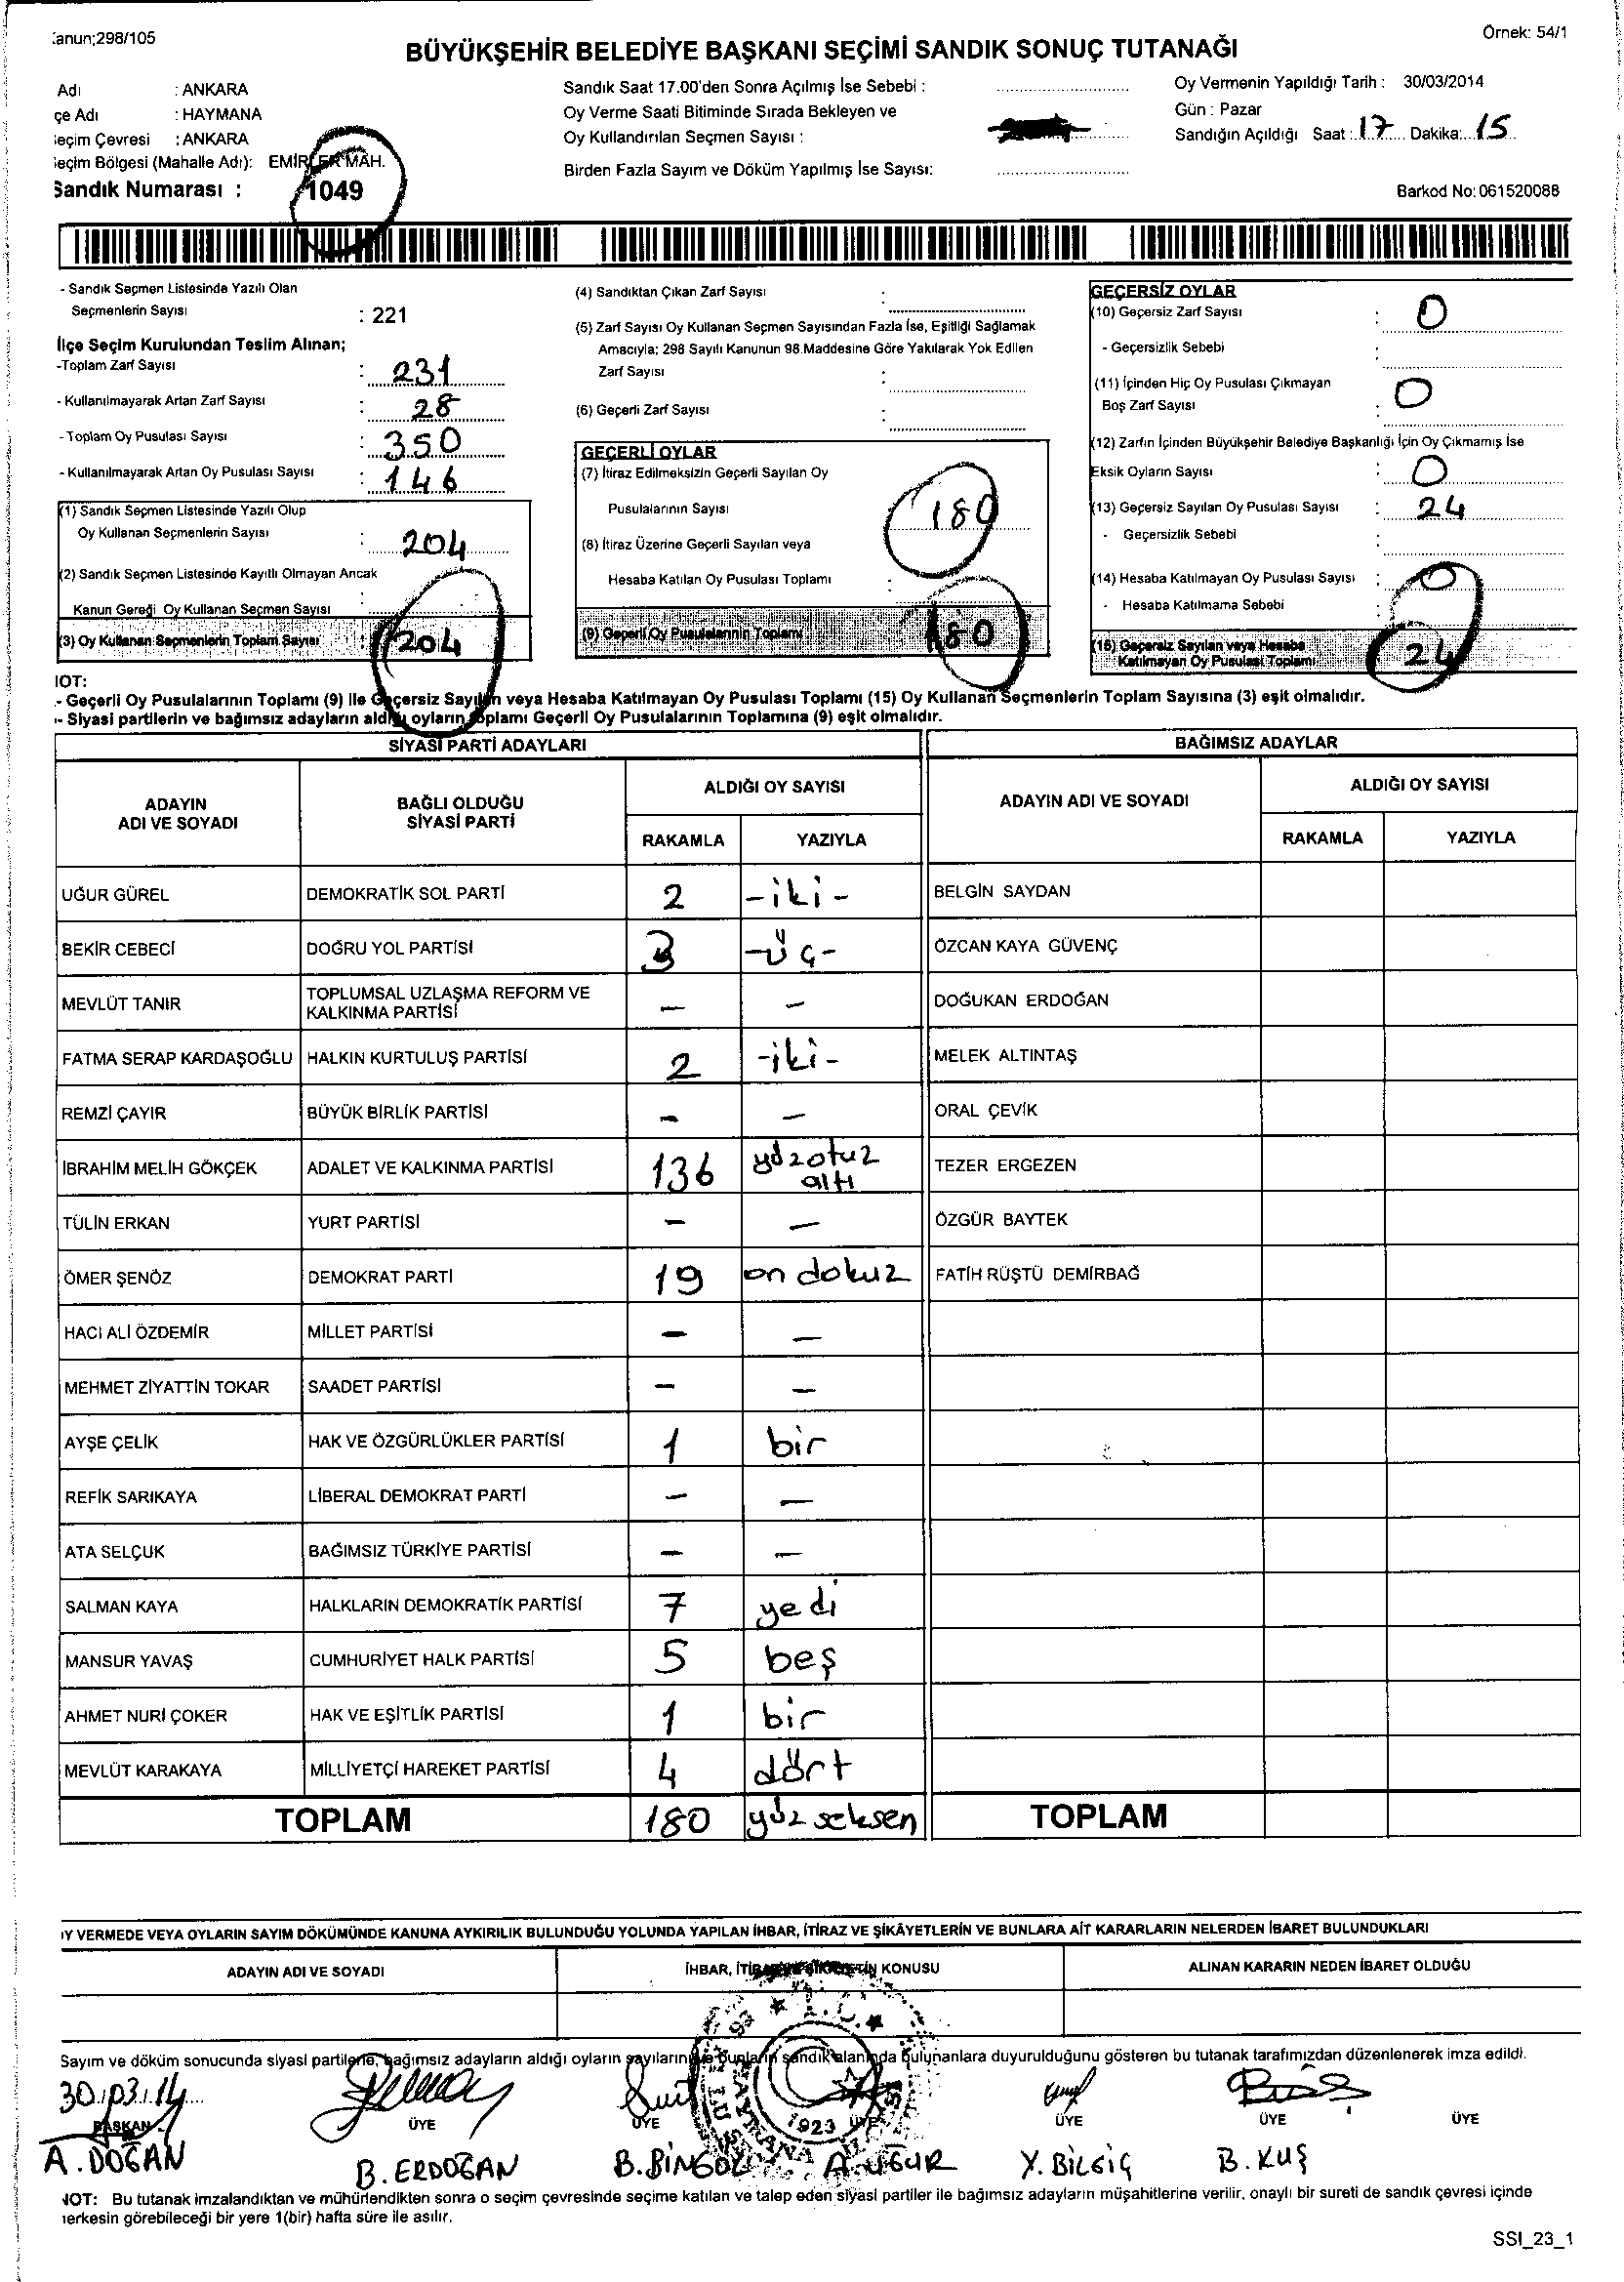 anun;298/105
Örnek: 54/1
BÜYÜKŞEHİR BELEDİYE BAŞKANI SEÇİMİ SANDIK SONUÇ TUTANAĞI
Adı : ANKARA
çe Adı : HAYMANA
eçim Çevresi : ANKARA
eçim Bölgesi (Mahalle Adı): EMİRLER MAH.
Sandık Numarası : 1049
Sandık Saat 17.00'den Sonra Açılmış İse Sebebi :
Oy Verme Saati Bitiminde Sırada Bekleyen ve
Oy Kullandırılan Seçmen Sayısı :
Birden Fazla Sayım ve Döküm Yapılmış İse Sayısı:
Oy Vermenin Yapıldığı Tarih : 30/03/2014
Gün : Pazar
Sandığın Açıldığı Saat : 17 Dakika: 15
Barkod No: 061520088
- Sandık Seçmen Listesinde Yazılı Olan
Seçmenlerin Sayısı : 221
İlçe Seçim Kurulundan Teslim Alınan;
-Toplam Zarf Sayısı : 231
- Kullanılmayarak Artan Zarf Sayısı : 28
- Toplam Oy Pusulası Sayısı : 350
- Kullanılmayarak Artan Oy Pusulası Sayısı : 146
(1) Sandık Seçmen Listesinde Yazılı Olup
Oy Kullanan Seçmenlerin Sayısı : 204
(2) Sandık Seçmen Listesinde Kayıtlı Olmayan Ancak
Kanun Gereği Oy Kullanan Seçmen Sayısı :
(3) Oy Kullanan Seçmenlerin Toplam Sayısı : 204
(4) Sandıktan Çıkan Zarf Sayısı :
(5) Zarf Sayısı Oy Kullanan Seçmen Sayısından Fazla İse, Eşitliği Sağlamak
Amacıyla; 298 Sayılı Kanunun 98.Maddesine Göre Yakılarak Yok Edilen
Zarf Sayısı :
(6) Geçerli Zarf Sayısı :
GEÇERLİ OYLAR
(7) İtiraz Edilmeksizin Geçerli Sayılan Oy
Pusulalarının Sayısı 180
(8) İtiraz Üzerine Geçerli Sayılan veya
Hesaba Katılan Oy Pusulası Toplamı :
(9) Geçerli Oy Pusulalarının Toplamı 180
GEÇERSİZ OYLAR
(10) Geçersiz Zarf Sayısı : 0
- Geçersizlik Sebebi :
(11) İçinden Hiç Oy Pusulası Çıkmayan
Boş Zarf Sayısı : 0
(12) Zarfın İçinden Büyükşehir Belediye Başkanlığı İçin Oy Çıkmamış İse
Eksik Oyların Sayısı : 0
(13) Geçersiz Sayılan Oy Pusulası Sayısı : 24
- Geçersizlik Sebebi :
(14) Hesaba Katılmayan Oy Pusulası Sayısı : 0
- Hesaba Katılmama Sebebi :
(15) Geçersiz Sayılan veya Hesaba
Katılmayan Oy Pusulası Toplamı 24
IOT:
.- Geçerli Oy Pusulalarının Toplamı (9) ile Geçersiz Sayılan veya Hesaba Katılmayan Oy Pusulası Toplamı (15) Oy Kullanan Seçmenlerin Toplam Sayısına (3) eşit olmalıdır.
- Siyasi partilerin ve bağımsız adayların aldığı oyların toplamı Geçerli Oy Pusulalarının Toplamına (9) eşit olmalıdır.
SİYASİ PARTİ ADAYLARI BAĞIMSIZ ADAYLAR
ADAYIN ADI VE SOYADI BAĞLI OLDUĞU SİYASİ PARTİ ALDIĞI OY SAYISI ADAYIN ADI VE SOYADI ALDIĞI OY SAYISI
RAKAMLA YAZIYLA RAKAMLA YAZIYLA
UĞUR GÜREL DEMOKRATİK SOL PARTİ 2 -iki- BELGİN SAYDAN
BEKİR CEBECİ DOĞRU YOL PARTİSİ 3 -üç- ÖZCAN KAYA GÜVENÇ
MEVLÜT TANIR TOPLUMSAL UZLAŞMA REFORM VE KALKINMA PARTİSİ — — DOĞUKAN ERDOĞAN
FATMA SERAP KARDAŞOĞLU HALKIN KURTULUŞ PARTİSİ 2 -iki- MELEK ALTINTAŞ
REMZİ ÇAYIR BÜYÜK BİRLİK PARTİSİ - — ORAL ÇEVİK
İBRAHİM MELİH GÖKÇEK ADALET VE KALKINMA PARTİSİ 136 yüzotuz altı TEZER ERGEZEN
TÜLİN ERKAN YURT PARTİSİ - — ÖZGÜR BAYTEK
ÖMER ŞENÖZ DEMOKRAT PARTİ 19 on dokuz FATİH RÜŞTÜ DEMİRBAĞ
HACI ALİ ÖZDEMİR MİLLET PARTİSİ — —
MEHMET ZİYATTİN TOKAR SAADET PARTİSİ - —
AYŞE ÇELİK HAK VE ÖZGÜRLÜKLER PARTİSİ 1 bir
REFİK SARIKAYA LİBERAL DEMOKRAT PARTİ - —
ATA SELÇUK BAĞIMSIZ TÜRKİYE PARTİSİ - —
SALMAN KAYA HALKLARIN DEMOKRATİK PARTİSİ 7 yedi
MANSUR YAVAŞ CUMHURİYET HALK PARTİSİ 5 beş
AHMET NURİ ÇOKER HAK VE EŞİTLİK PARTİSİ 1 bir
MEVLÜT KARAKAYA MİLLİYETÇİ HAREKET PARTİSİ 4 dört
TOPLAM 180 yüz seksen TOPLAM
Y VERMEDE VEYA OYLARIN SAYIM DÖKÜMÜNDE KANUNA AYKIRILIK BULUNDUĞU YOLUNDA YAPILAN İHBAR, İTİRAZ VE ŞİKÂYETLERİN VE BUNLARA AİT KARARLARIN NELERDEN İBARET BULUNDUKLARI
ADAYIN ADI VE SOYADI İHBAR, İTİRAZ VE ŞİKAYETİN KONUSU ALINAN KARARIN NEDEN İBARET OLDUĞU
Sayım ve döküm sonucunda siyasi partilerle, bağımsız adayların aldığı oyların sayılarını ve bunların sandık alanında bulunanlara duyurulduğunu gösteren bu tutanak tarafımızdan düzenlenerek imza edildi.
30.03.14
T.C.
1923
BAŞKAN ÜYE ÜYE ÜYE ÜYE ÜYE ÜYE
A. DOĞAN B. ERDOĞAN B. BİNGÖL A. UĞUR Y. BİLGİÇ B. KUŞ
NOT: Bu tutanak imzalandıktan ve mühürlendikten sonra o seçim çevresinde seçime katılan ve talep eden siyasi partiler ile bağımsız adayların müşahitlerine verilir, onaylı bir sureti de sandık çevresi içinde
herkesin görebileceği bir yere 1(bir) hafta süre ile asılır.
SSI_23_1